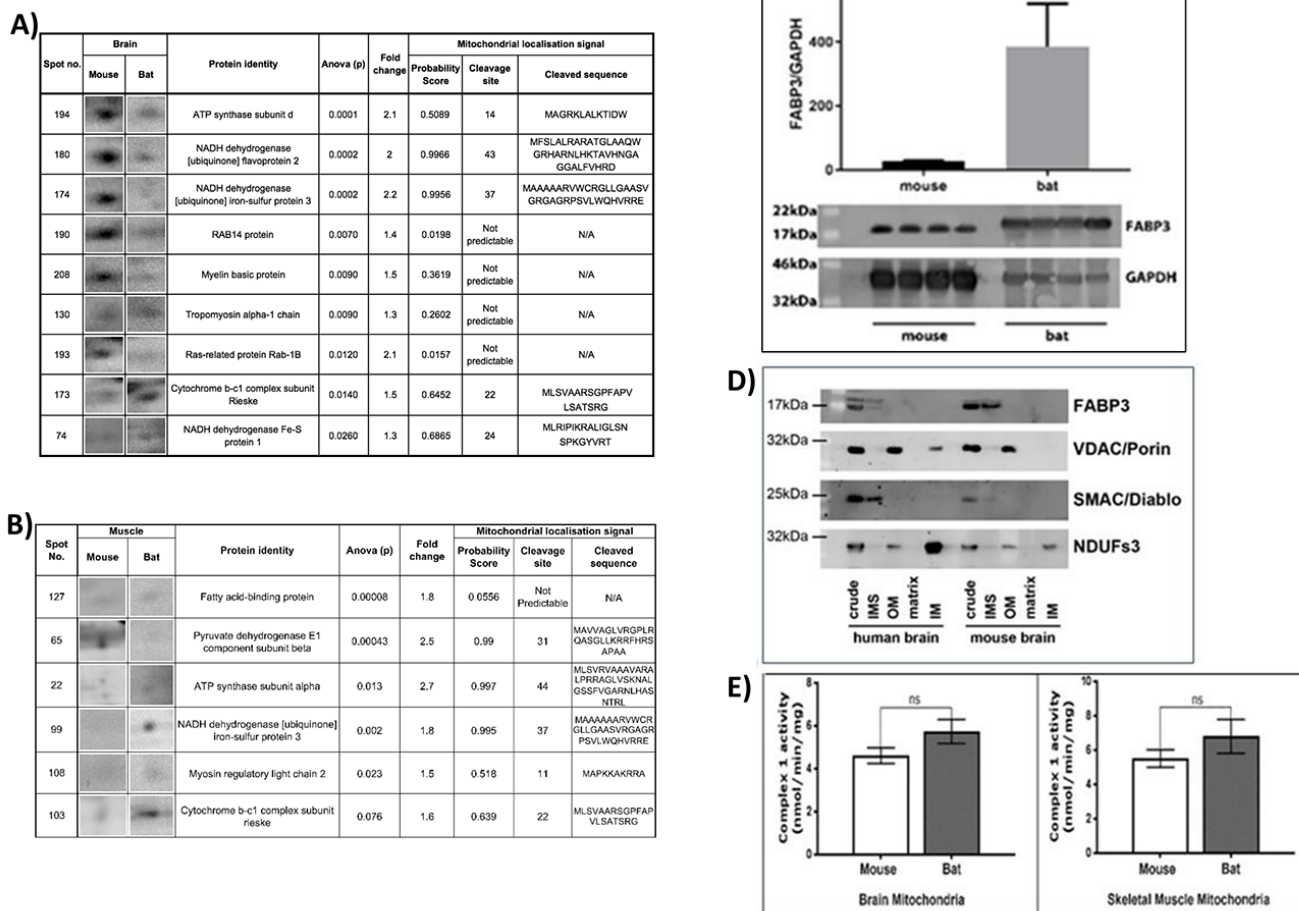 A)
Spot no. Brain Protein identity Anova (p) Fold change Mitochondrial localisation signal
Mouse Bat Probability Score Cleavage site Cleaved sequence
194 ATP synthase subunit d 0.0001 2.1 0.5089 14 MAGRKLALKTIDW
180 NADH dehydrogenase [ubiquinone] flavoprotein 2 0.0002 2 0.9966 43 MFSLALRARATGLAAQW GRHARNLHKTAVHNGA GGALFVHRD
174 NADH dehydrogenase [ubiquinone] iron-sulfur protein 3 0.0002 2.2 0.9956 37 MAAAAARVWCRGLLGAASV GRGAGRPSVLWQHVRRE
190 RAB14 protein 0.0070 1.4 0.0198 Not predictable N/A
208 Myelin basic protein 0.0090 1.5 0.3619 Not predictable N/A
130 Tropomyosin alpha-1 chain 0.0090 1.3 0.2602 Not predictable N/A
193 Ras-related protein Rab-1B 0.0120 2.1 0.0157 Not predictable N/A
173 Cytochrome b-c1 complex subunit Rieske 0.0140 1.5 0.6452 22 MLSVAARSGPFAPV LSATSRG
74 NADH dehydrogenase Fe-S protein 1 0.0260 1.3 0.6865 24 MLRIPIKRALIGLSN SPKGYVRT
B)
Spot No. Muscle Protein identity Anova (p) Fold change Mitochondrial localisation signal
Mouse Bat Probability Score Cleavage site Cleaved sequence
127 Fatty acid-binding protein 0.00008 1.8 0.0556 Not Predictable N/A
65 Pyruvate dehydrogenase E1 component subunit beta 0.00043 2.5 0.99 31 MAVVAGLVRGPLR QASGLLKRRFHRS APAA
22 ATP synthase subunit alpha 0.013 2.7 0.997 44 MLSVRVAAAVARA LPRRAGLVSKNAL GSSFVGARNLHAS NTRL
99 NADH dehydrogenase [ubiquinone] iron-sulfur protein 3 0.002 1.8 0.995 37 MAAAAAARVWCR GLLGAASVRGAGR PSVLWQHVRRE
108 Myosin regulatory light chain 2 0.023 1.5 0.518 11 MAPKKAKRRA
103 Cytochrome b-c1 complex subunit rieske 0.076 1.6 0.639 22 MLSVAARSGPFAP VLSATSRG
FABP3/GAPDH
400
200
0
mouse bat
22kDa
17kDa
FABP3
46kDa
32kDa
GAPDH
mouse bat
D)
17kDa FABP3
32kDa VDAC/Porin
25kDa SMAC/Diablo
32kDa NDUFs3
crude IMS OM matrix IM crude IMS OM matrix IM
human brain mouse brain
E)
Complex 1 activity (nmol/min/mg)
8
6
4
2
0
ns
Mouse Bat
Brain Mitochondria
Complex 1 activity (nmol/min/mg)
10
8
6
4
2
0
ns
Mouse Bat
Skeletal Muscle Mitochondria